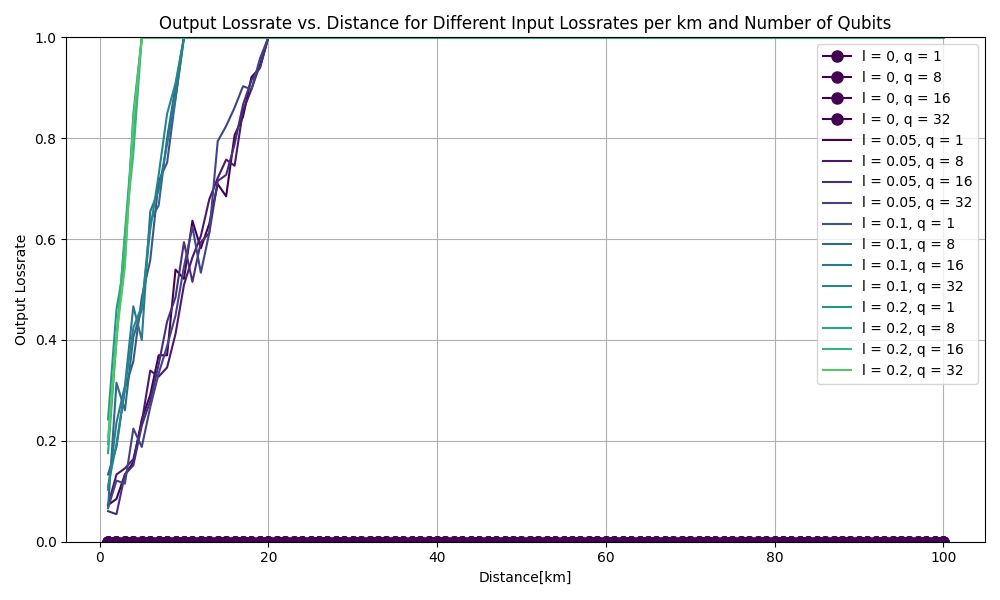 Output Lossrate vs. Distance for Different Input Lossrates per km and Number of Qubits
1.0
0.8
0.6
0.4
0.2
0.0
Output Lossrate
l = 0, q = 1
l = 0, q = 8
l = 0, q = 16
l = 0, q = 32
l = 0.05, q = 1
l = 0.05, q = 8
l = 0.05, q = 16
l = 0.05, q = 32
l = 0.1, q = 1
l = 0.1, q = 8
l = 0.1, q = 16
l = 0.1, q = 32
l = 0.2, q = 1
l = 0.2, q = 8
l = 0.2, q = 16
l = 0.2, q = 32
0 20 40 60 80 100
Distance[km]